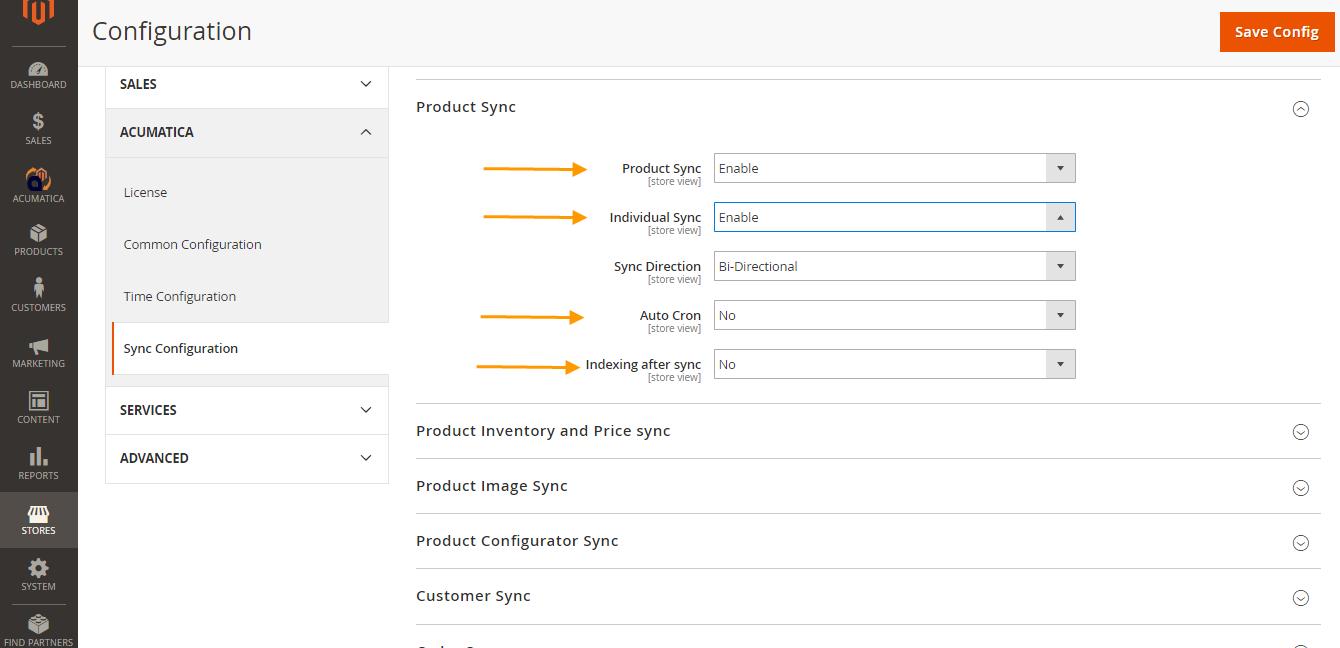 Configuration
Save Config
DASHBOARD
SALES
ACUMATICA
PRODUCTS
CUSTOMERS
MARKETING
CONTENT
REPORTS
STORES
SYSTEM
FIND PARTNERS
SALES
ACUMATICA
License
Common Configuration
Time Configuration
Sync Configuration
SERVICES
ADVANCED
Product Sync
Product Sync Enable
[store view]
Individual Sync Enable
[store view]
Sync Direction Bi-Directional
[store view]
Auto Cron No
[store view]
Indexing after sync No
[store view]
Product Inventory and Price sync
Product Image Sync
Product Configurator Sync
Customer Sync